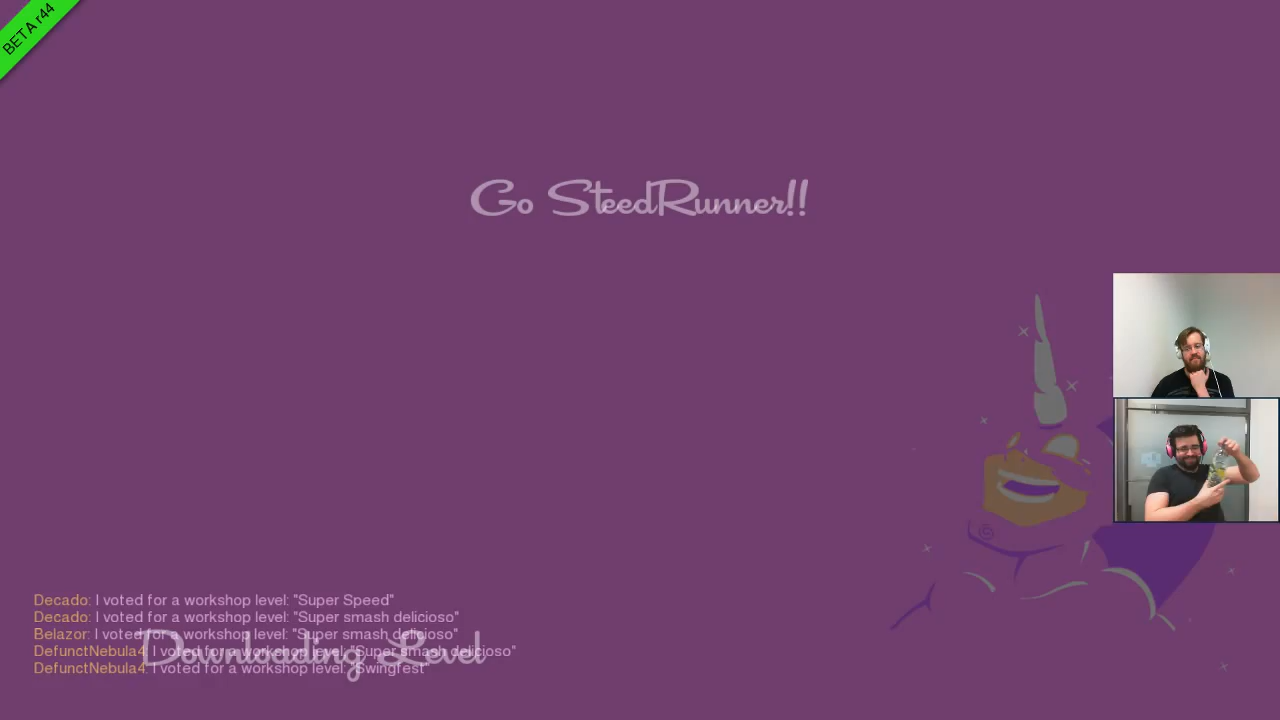 BETA r44
Go SteedRunner!!
Decado: I voted for a workshop level: "Super Speed"
Decado: I voted for a workshop level: "Super smash delicioso"
Belazor: I voted for a workshop level: "Super smash delicioso"
DefunctNebula4: I voted for a workshop level: "Super smash delicioso"
DefunctNebula4: I voted for a workshop level: "Swingfest"
Downloading Level